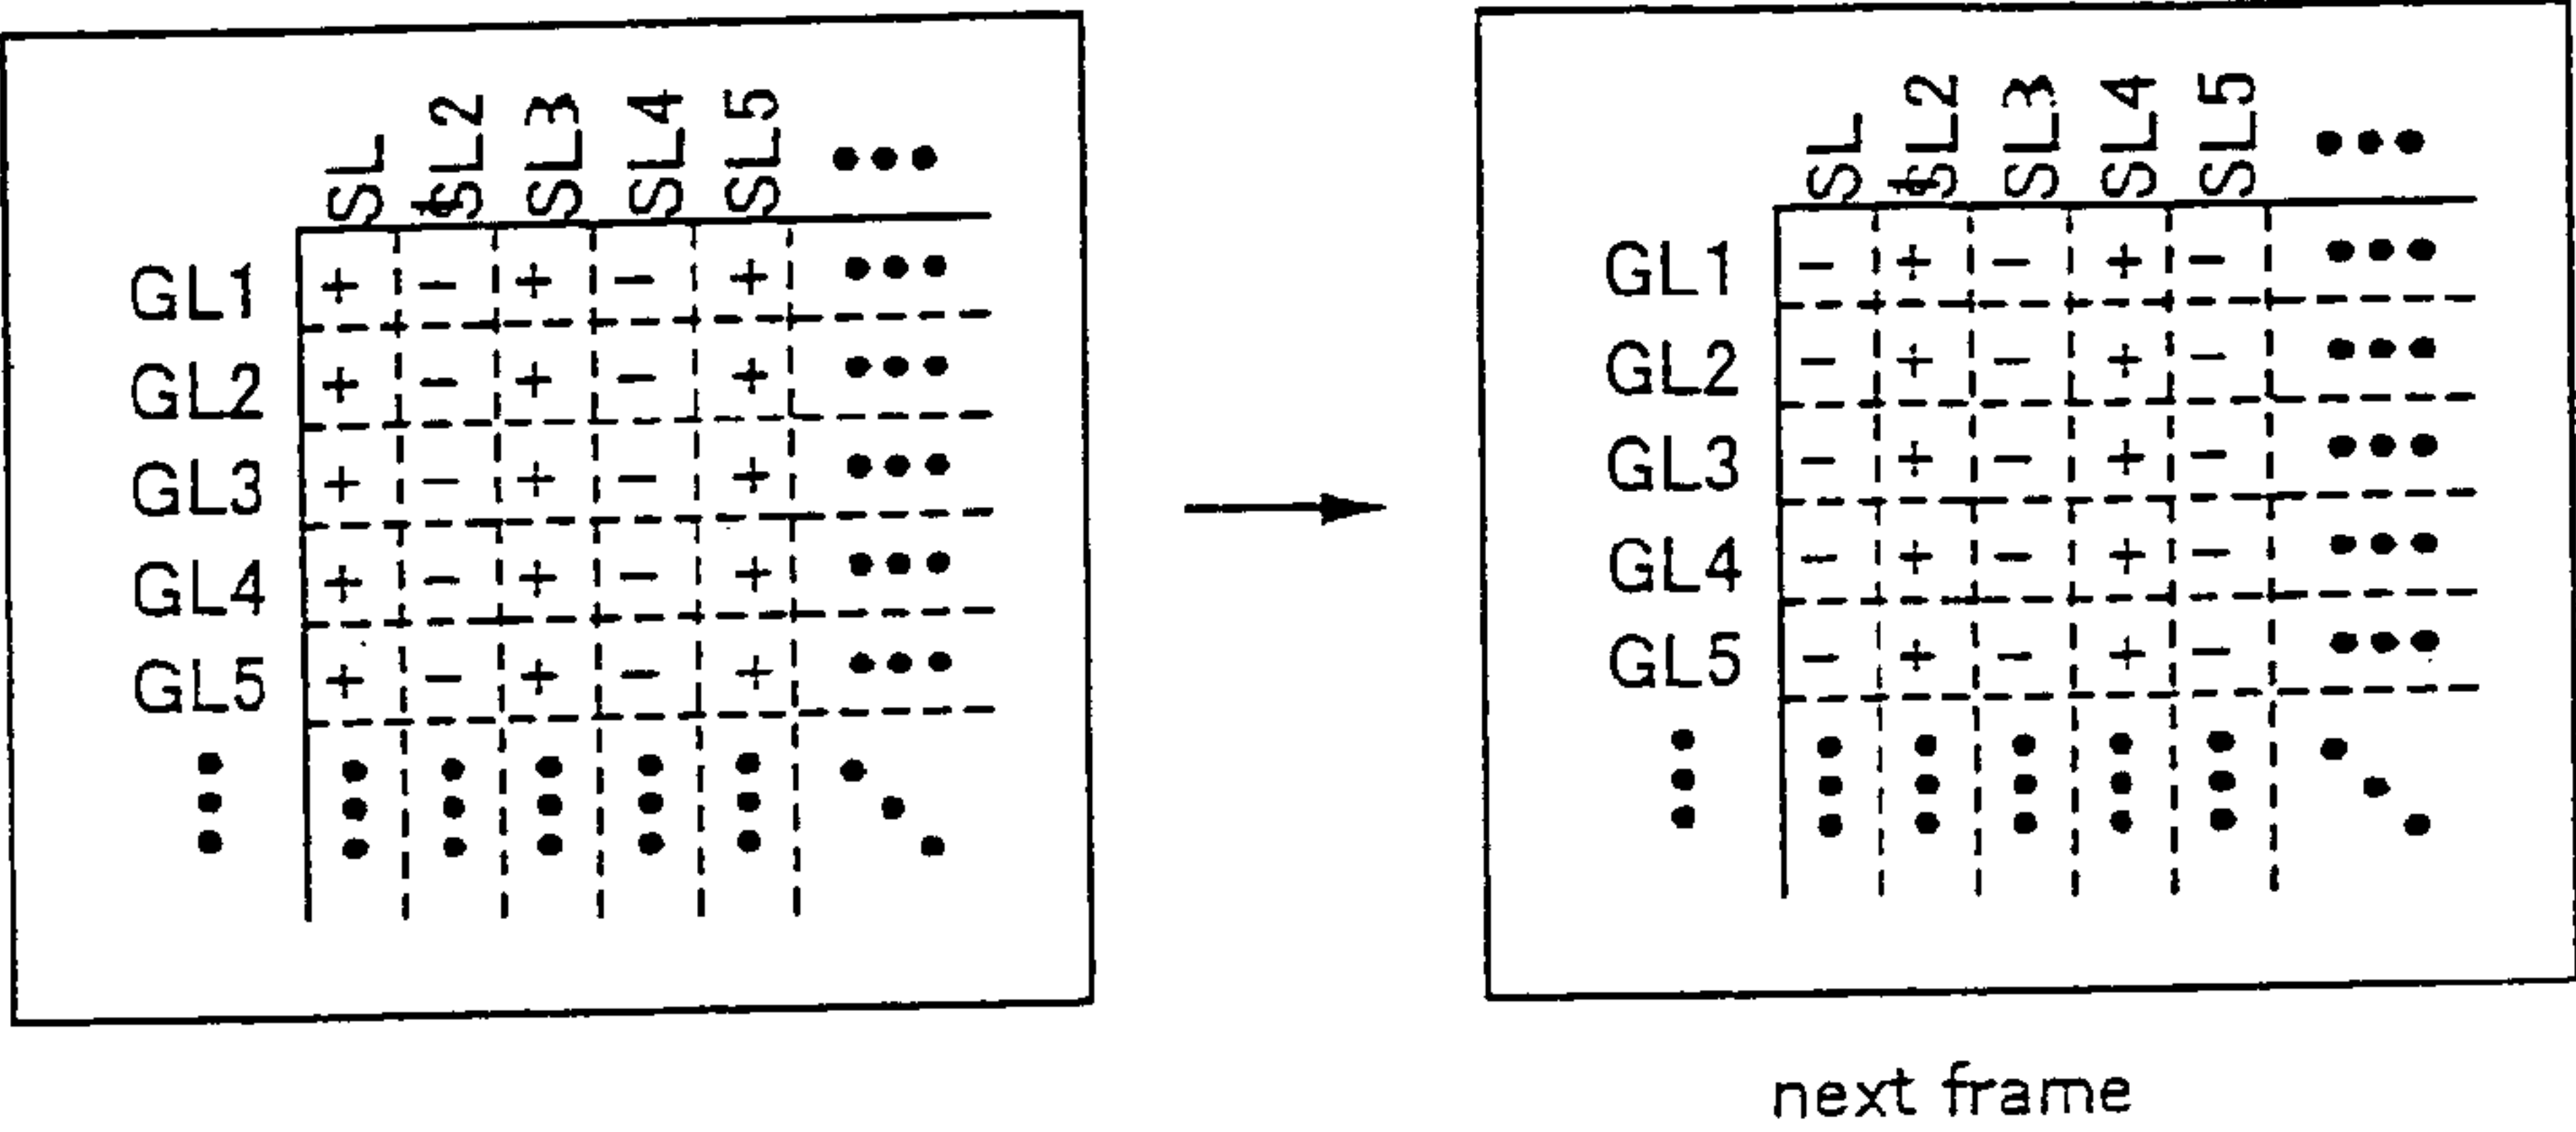 SL SL2 SL3 SL4 SL5 •••
GL1 + − + − + •••
GL2 + − + − + •••
GL3 + − + − + •••
GL4 + − + − + •••
GL5 + − + − + •••
SL SL2 SL3 SL4 SL5 •••
GL1 − + − + − •••
GL2 − + − + − •••
GL3 − + − + − •••
GL4 − + − + − •••
GL5 − + − + − •••
next frame